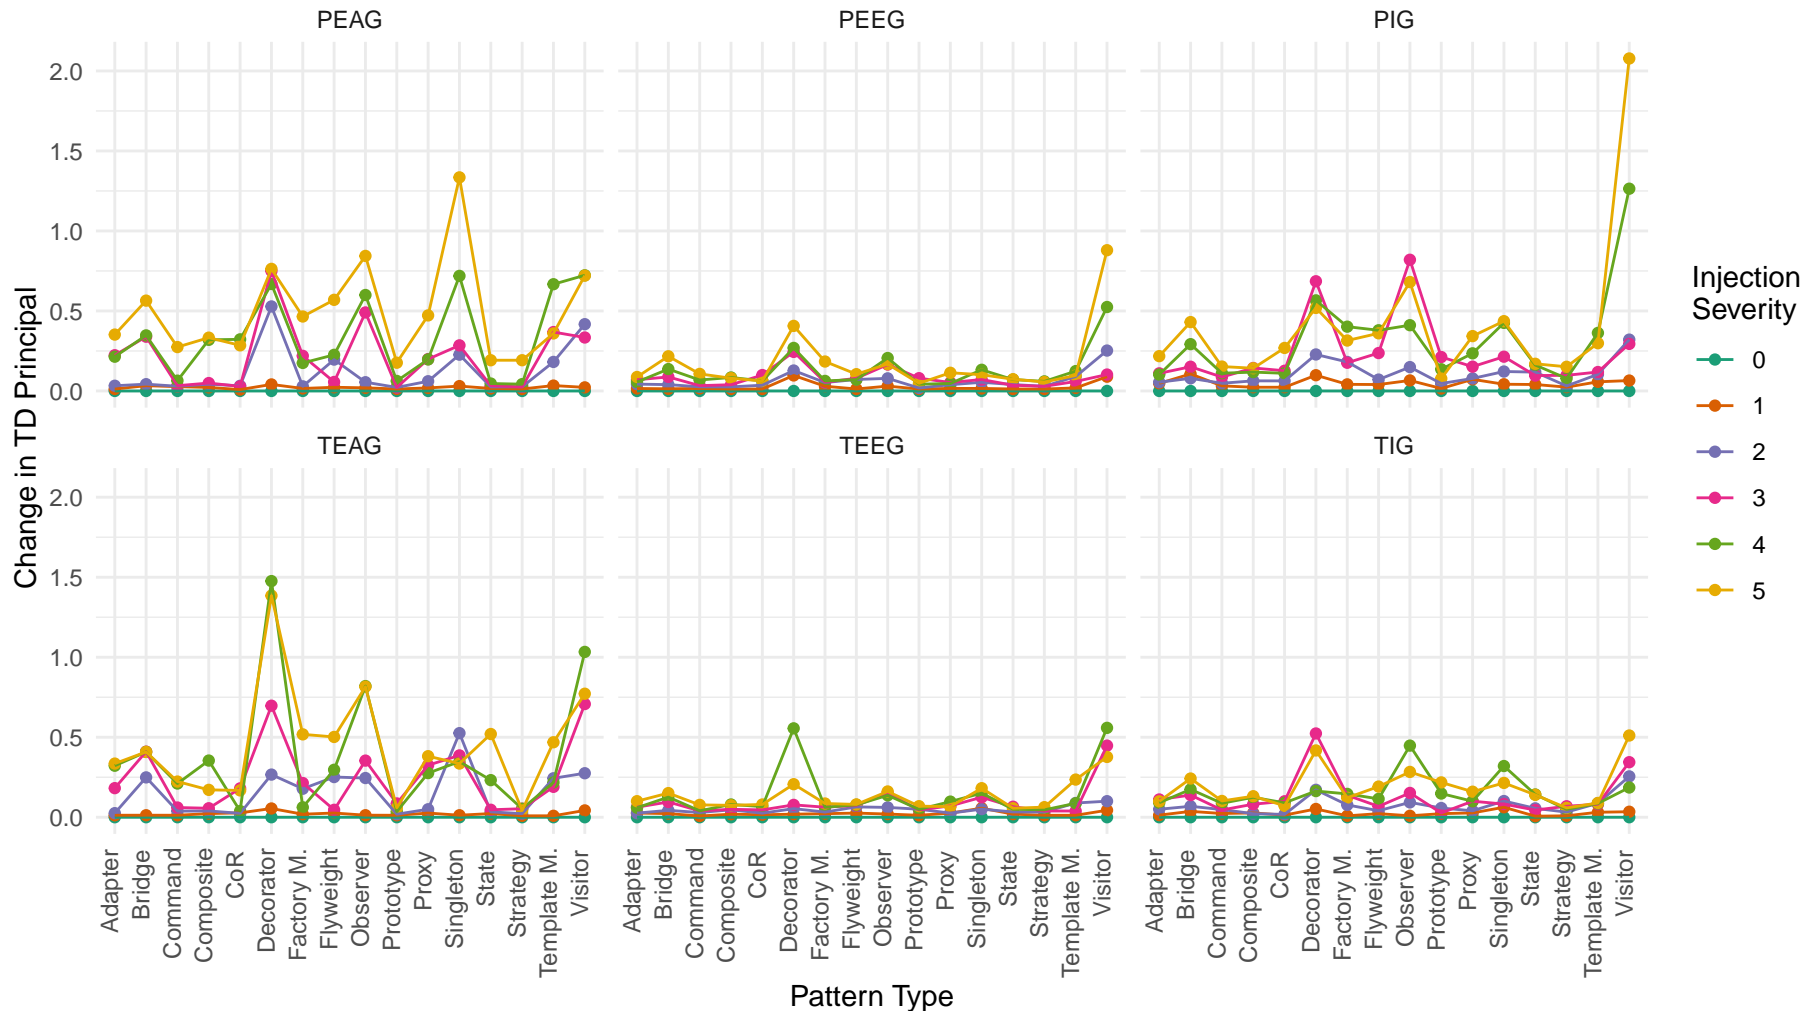 PEAG
PEEG
PIG
2.0
1.5
1.0
0.5
0.0
TEAG
TEEG
TIG
2.0
1.5
1.0
0.5
0.0
Change in TD Principal
Adapter
Bridge
Command
Composite
CoR
Decorator
Factory M.
Flyweight
Observer
Prototype
Proxy
Singleton
State
Strategy
Template M.
Visitor
Adapter
Bridge
Command
Composite
CoR
Decorator
Factory M.
Flyweight
Observer
Prototype
Proxy
Singleton
State
Strategy
Template M.
Visitor
Adapter
Bridge
Command
Composite
CoR
Decorator
Factory M.
Flyweight
Observer
Prototype
Proxy
Singleton
State
Strategy
Template M.
Visitor
Pattern Type
Injection
Severity
0
1
2
3
4
5